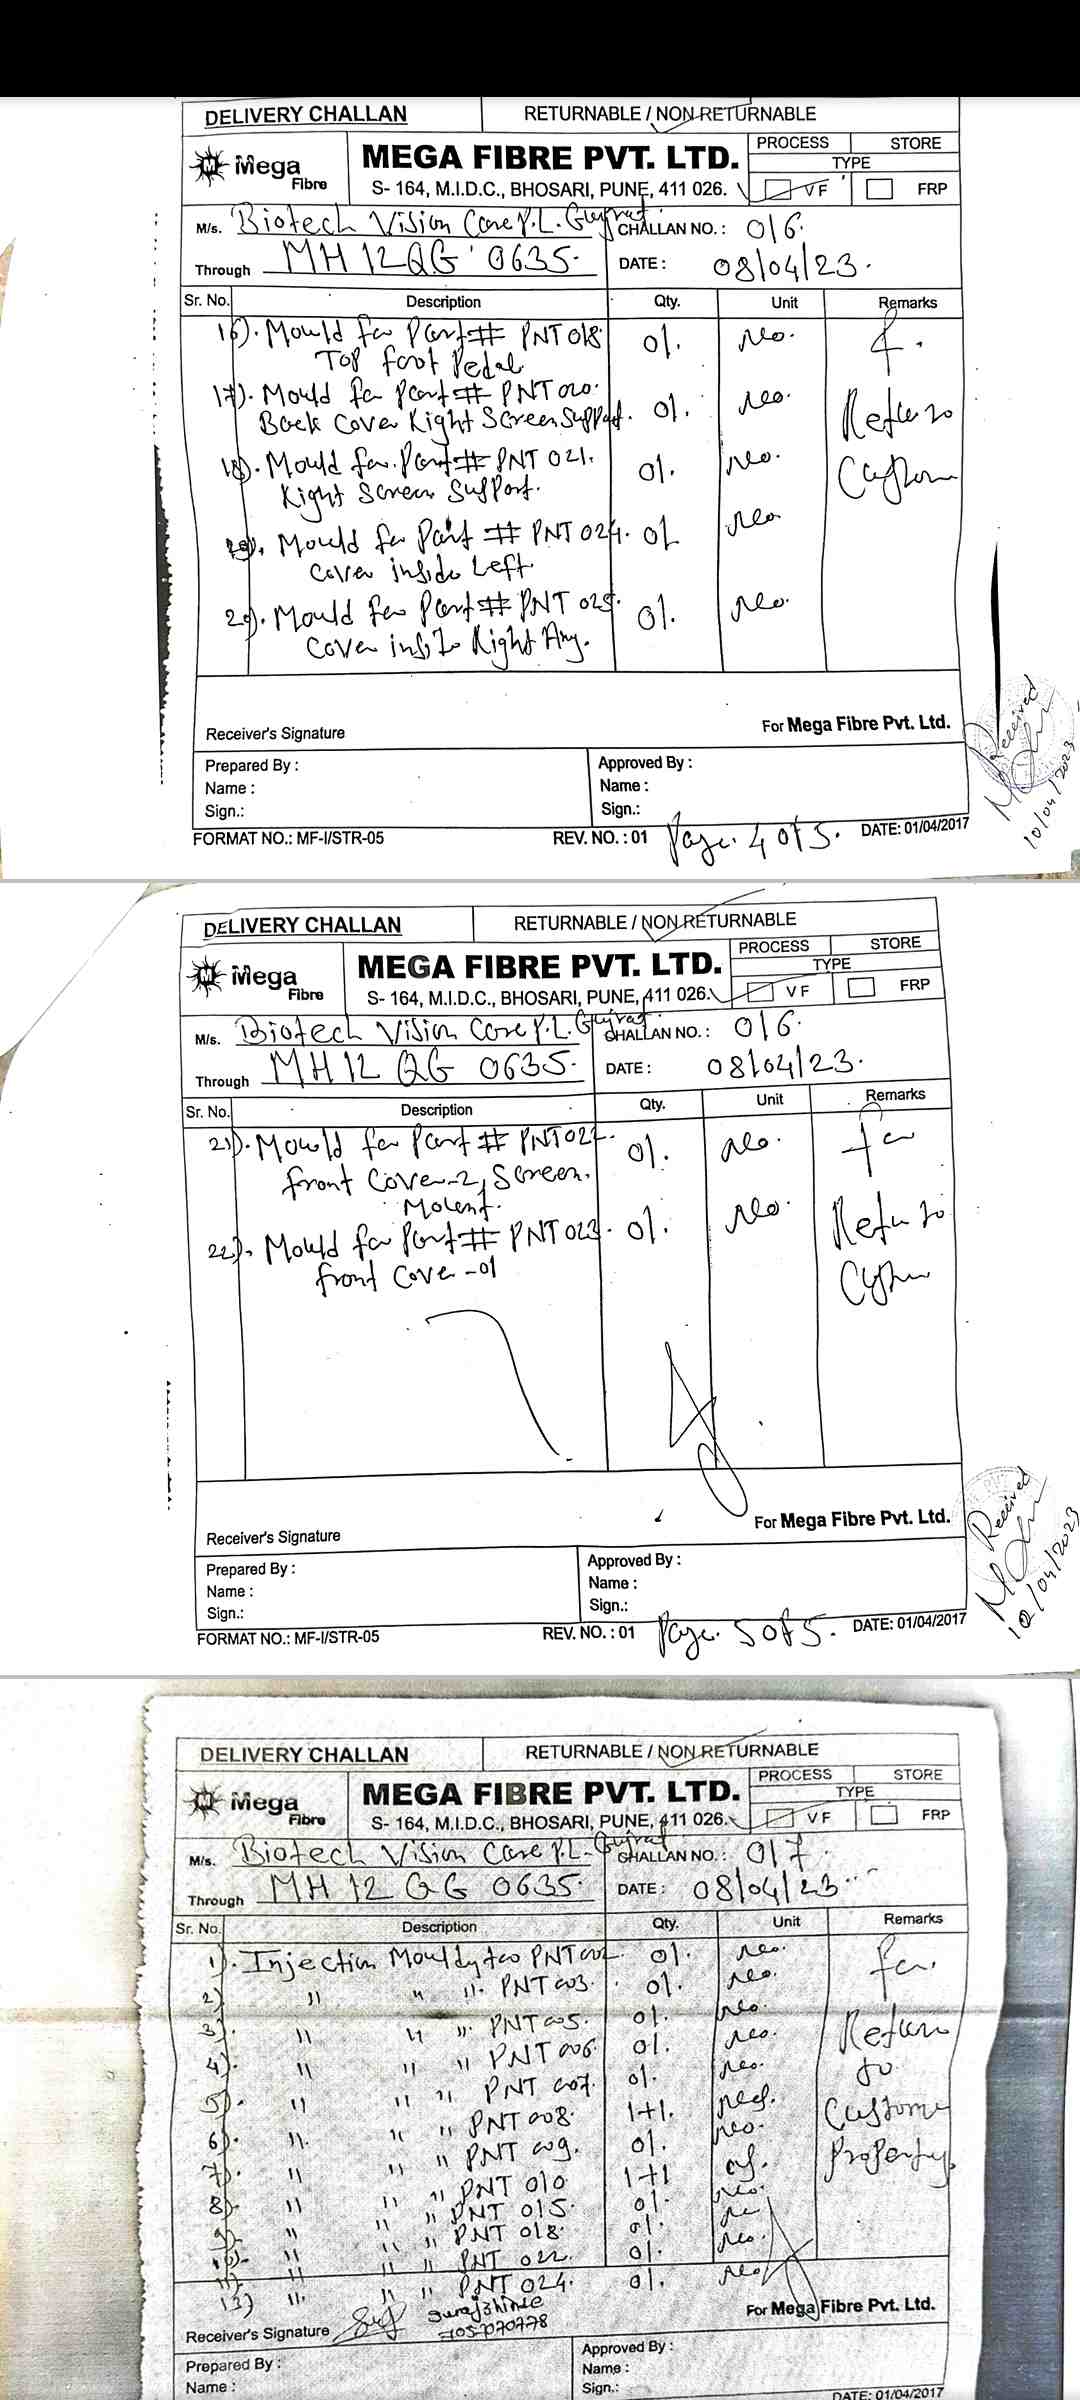 DELIVERY CHALLAN RETURNABLE / NON RETURNABLE
Mega Fibre
MEGA FIBRE PVT. LTD.
S- 164, M.I.D.C., BHOSARI, PUNE, 411 026.
PROCESS STORE
TYPE
VF FRP
M/s. Biotech Vision Care P.L. Gujrat CHALLAN NO. : 016.
Through MH 12 QG 0635. DATE : 08/04/23.
Sr. No. Description Qty. Unit Remarks
16). Mould for Part # PNT 018. 01. No.
Top foot Pedal
17). Mould for Part # PNT 020. 01. No. Return to
Back Cover Right Screen Support.
18). Mould for Part # PNT 021. 01. No. Custom
Right Screen Support.
19). Mould for Part # PNT 024. 01 No
Cover inside Left.
20). Mould for Part # PNT 025. 01. No.
Cover inside Right
Receiver's Signature For Mega Fibre Pvt. Ltd.
Received
10/04/2023
Prepared By : Approved By :
Name : Name :
Sign.: Sign.:
FORMAT NO.: MF-I/STR-05 REV. NO. : 01 Page. 4 of 5. DATE: 01/04/2017
DELIVERY CHALLAN RETURNABLE / NON RETURNABLE
Mega Fibre
MEGA FIBRE PVT. LTD.
S- 164, M.I.D.C., BHOSARI, PUNE, 411 026.
PROCESS STORE
TYPE
VF FRP
M/s. Biotech Vision Care P.L. Gujrat CHALLAN NO. : 016.
Through MH 12 QG 0635. DATE : 08/04/23.
Sr. No. Description Qty. Unit Remarks
21). Mould for Part # PNT 022. 01. No. for
front Cover-2, Screen.
22). Mould for Part # PNT 023. 01. No. Return to
front Cover -01
Receiver's Signature For Mega Fibre Pvt. Ltd.
Received
10/04/2023
Prepared By : Approved By :
Name : Name :
Sign.: Sign.:
FORMAT NO.: MF-I/STR-05 REV. NO. : 01 Page. 5 of 5. DATE: 01/04/2017
DELIVERY CHALLAN RETURNABLE / NON RETURNABLE
Mega Fibre
MEGA FIBRE PVT. LTD.
S- 164, M.I.D.C., BHOSARI, PUNE, 411 026.
PROCESS STORE
TYPE
VF FRP
M/s. Biotech Vision Care P.L. Gujrat CHALLAN NO. : 017.
Through MH 12 QG 0635. DATE : 08/04/23.
Sr. No. Description Qty. Unit Remarks
1). Injection PNT 002. 01. No. for.
2) " " " PNT 003. 01. No.
3). " " " PNT 005. 01. No. Return
4). " " " PNT 006. 01. No. to
5). " " " PNT 007. 01. No. Custome
6). " " " PNT 008. 1+1. Property
7). " " " PNT 009. 01. No.
8). " " " PNT 010 1+1
9). " " " PNT 015. 01. No.
10). " " " PNT 018. 01.
11). " " " PNT 022. 01. No.
13) " " " PNT 024. 01. No
Receiver's Signature For Mega Fibre Pvt. Ltd.
Prepared By : Approved By :
Name : Name :
Sign.:
DATE: 01/04/2017